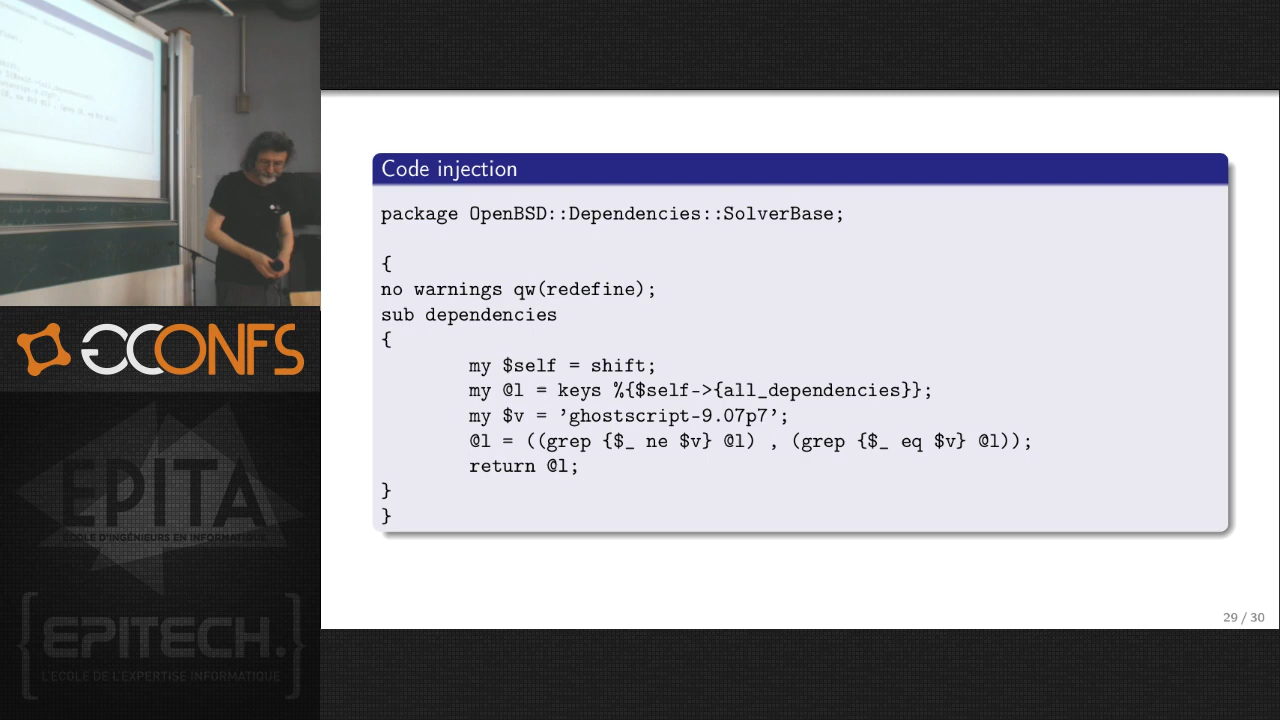 Code injection
package OpenBSD::Dependencies::SolverBase;
{
no warnings qw(redefine);
sub dependencies
{
my $self = shift;
my @l = keys %{$self->{all_dependencies}};
my $v = ’ghostscript-9.07p7’;
@l = ((grep {$_ ne $v} @l) , (grep {$_ eq $v} @l));
return @l;
}
}
29 / 30
GCONFS
EPITA
ÉCOLE D'INGÉNIEURS EN INFORMATIQUE
{EPITECH.}
L'ÉCOLE DE L'EXPERTISE INFORMATIQUE